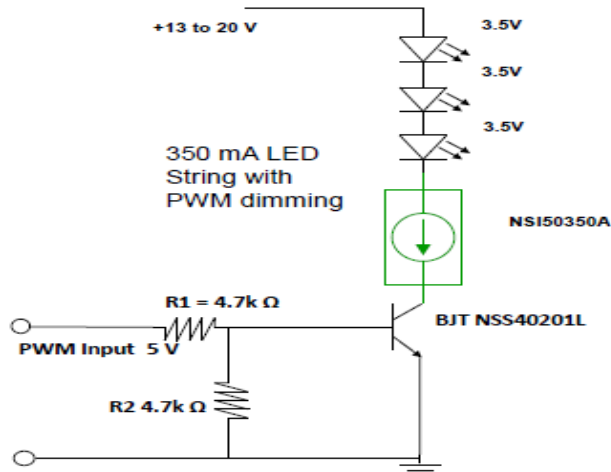 +13 to 20 V
3.5V
3.5V
3.5V
350 mA LED
String with
PWM dimming
NSI50350A
R1 = 4.7k Ω
BJT NSS40201L
PWM Input 5 V
R2 4.7k Ω